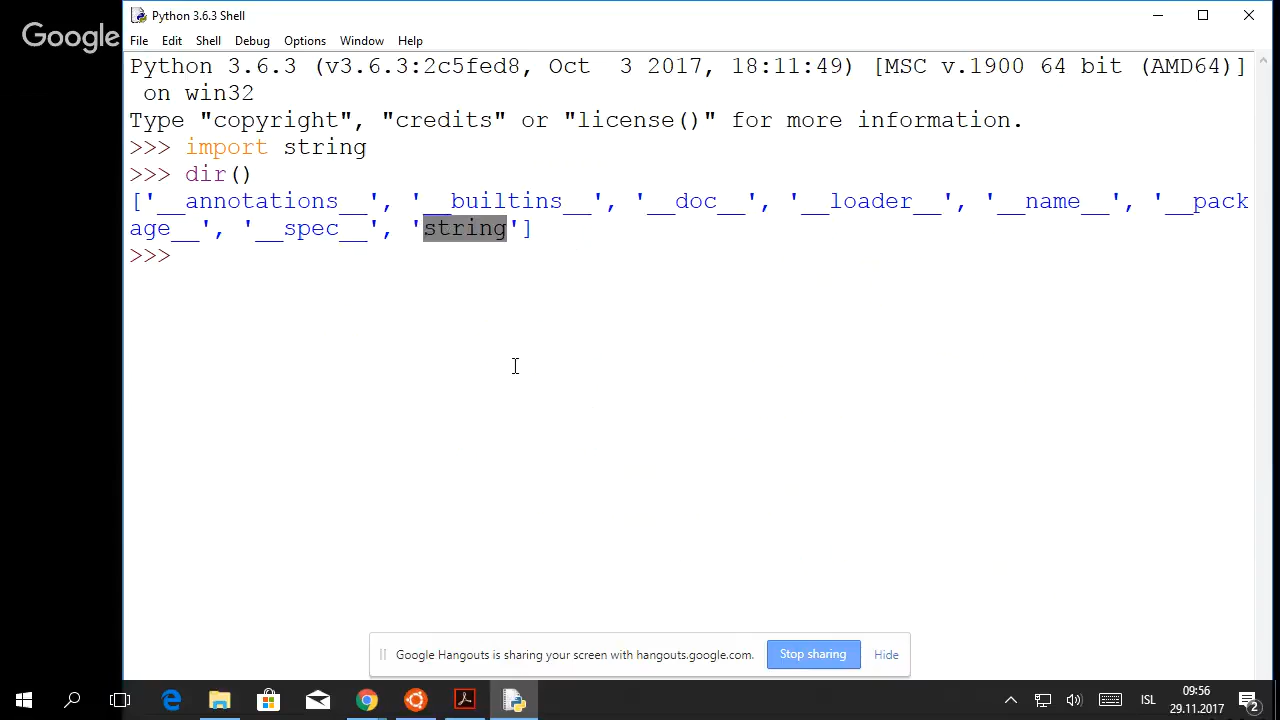 Google
Python 3.6.3 Shell
File Edit Shell Debug Options Window Help
Python 3.6.3 (v3.6.3:2c5fed8, Oct  3 2017, 18:11:49) [MSC v.1900 64 bit (AMD64)]
 on win32
Type "copyright", "credits" or "license()" for more information.
>>> import string
>>> dir()
['__annotations__', '__builtins__', '__doc__', '__loader__', '__name__', '__pack
age__', '__spec__', 'string']
>>>
Google Hangouts is sharing your screen with hangouts.google.com. Stop sharing Hide
ISL 09:56
29.11.2017 2